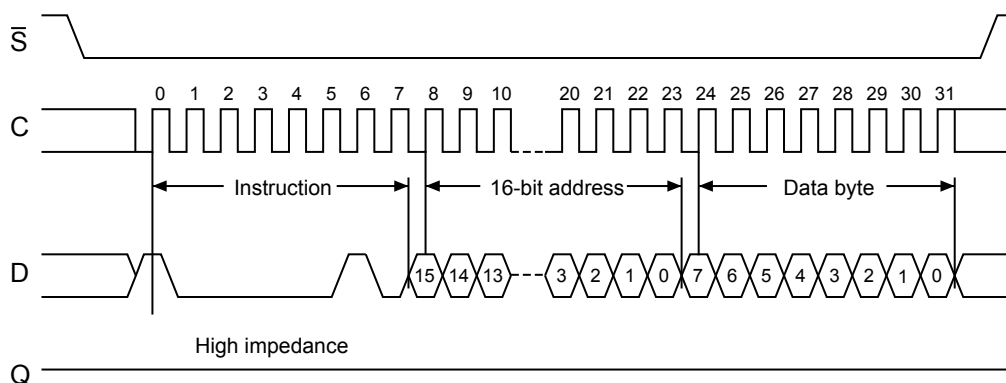 S̅
0 1 2 3 4 5 6 7 8 9 10 20 21 22 23 24 25 26 27 28 29 30 31
C
Instruction 16-bit address Data byte
D
15 14 13 3 2 1 0 7 6 5 4 3 2 1 0
High impedance
Q